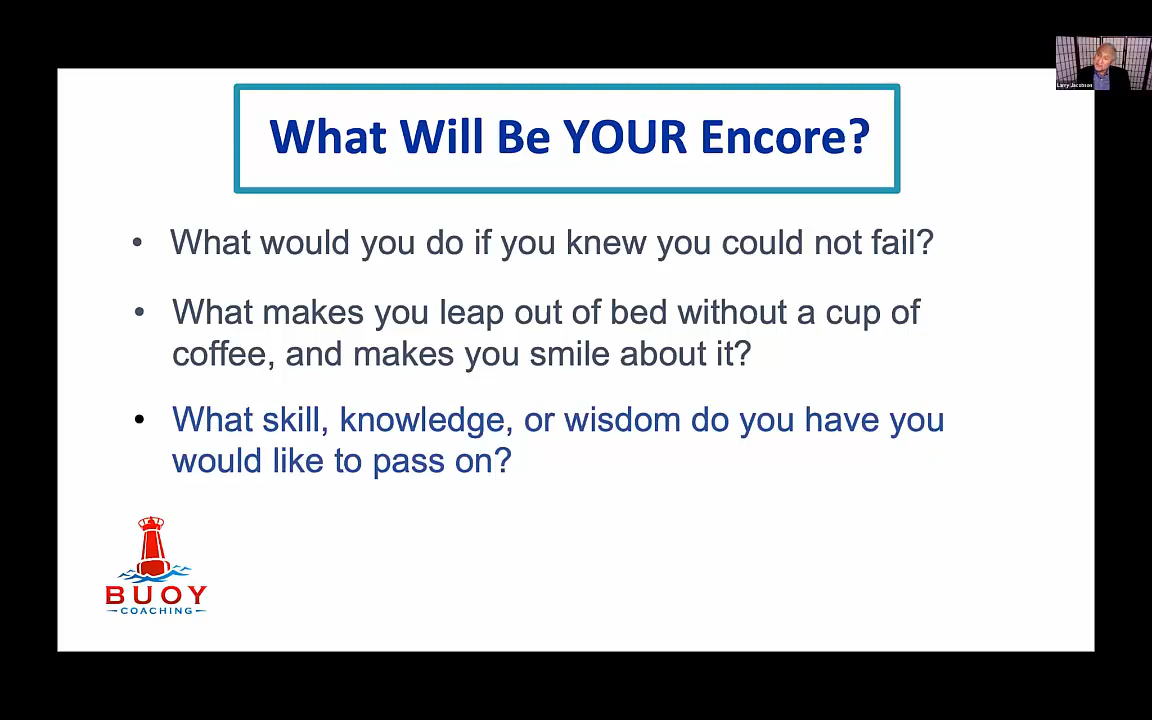 What Will Be YOUR Encore?
Larry Jacobson
• What would you do if you knew you could not fail?
• What makes you leap out of bed without a cup of
coffee, and makes you smile about it?
• What skill, knowledge, or wisdom do you have you
would like to pass on?
BUOY
COACHING